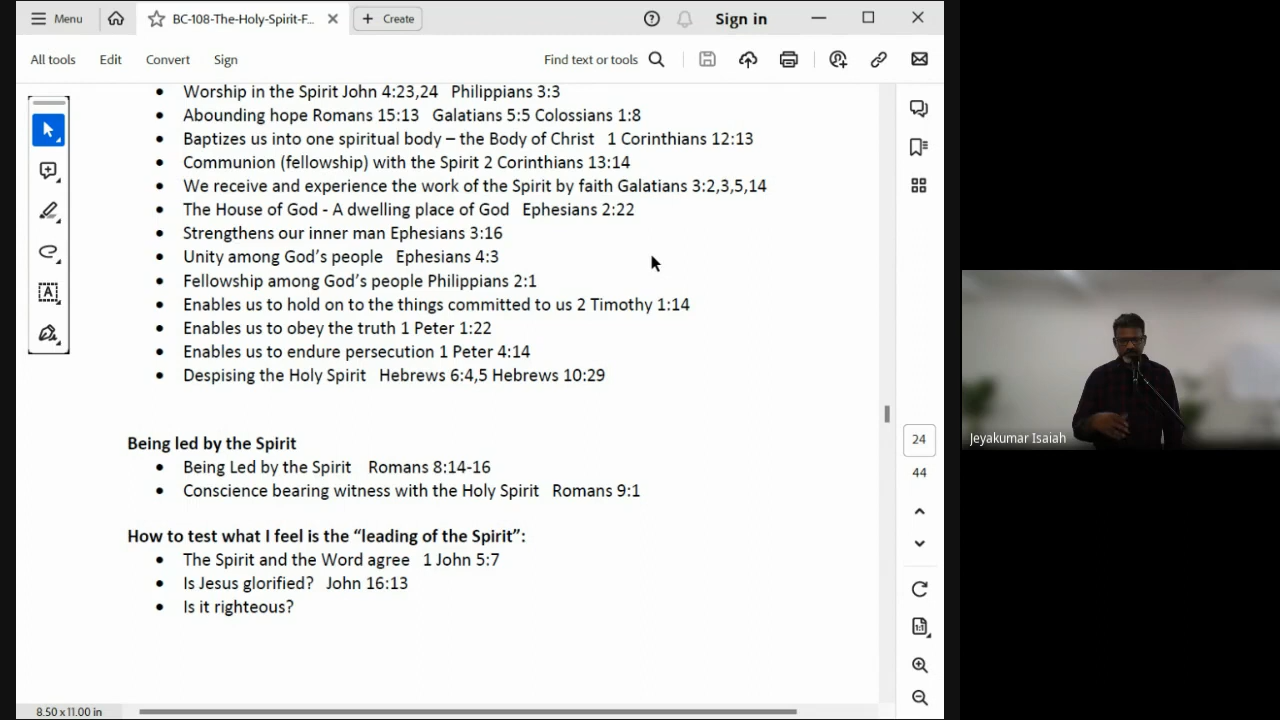 Menu
BC-108-The-Holy-Spirit-F...
Create
Sign in
All tools
Edit
Convert
Sign
Find text or tools
• Worship in the Spirit John 4:23,24 Philippians 3:3
• Abounding hope Romans 15:13 Galatians 5:5 Colossians 1:8
• Baptizes us into one spiritual body – the Body of Christ 1 Corinthians 12:13
• Communion (fellowship) with the Spirit 2 Corinthians 13:14
• We receive and experience the work of the Spirit by faith Galatians 3:2,3,5,14
• The House of God - A dwelling place of God Ephesians 2:22
• Strengthens our inner man Ephesians 3:16
• Unity among God’s people Ephesians 4:3
• Fellowship among God’s people Philippians 2:1
• Enables us to hold on to the things committed to us 2 Timothy 1:14
• Enables us to obey the truth 1 Peter 1:22
• Enables us to endure persecution 1 Peter 4:14
• Despising the Holy Spirit Hebrews 6:4,5 Hebrews 10:29
Being led by the Spirit
• Being Led by the Spirit Romans 8:14-16
• Conscience bearing witness with the Holy Spirit Romans 9:1
How to test what I feel is the “leading of the Spirit”:
• The Spirit and the Word agree 1 John 5:7
• Is Jesus glorified? John 16:13
• Is it righteous?
24
44
1:1
8.50 x 11.00 in
Jeyakumar Isaiah